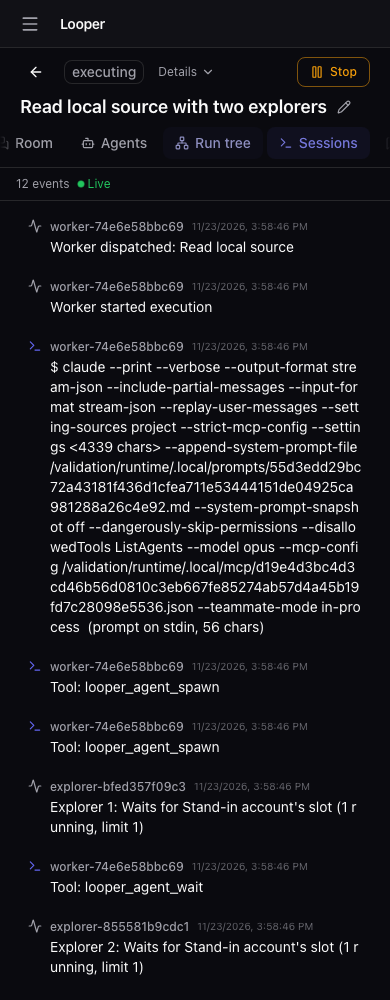 Looper
executing
Details
Stop
Read local source with two explorers
Room
Agents
Run tree
Sessions
12 events
Live
worker-74e6e58bbc69 11/23/2026, 3:58:46 PM
Worker dispatched: Read local source
worker-74e6e58bbc69 11/23/2026, 3:58:46 PM
Worker started execution
worker-74e6e58bbc69 11/23/2026, 3:58:46 PM
$ claude --print --verbose --output-format stre
am-json --include-partial-messages --input-for
mat stream-json --replay-user-messages --sett
ing-sources project --strict-mcp-config --settin
gs <4339 chars> --append-system-prompt-file
/validation/runtime/.local/prompts/55d3edd29bc
72a43181f436d1cfea711e53444151de04925ca
981288a26c4e92.md --system-prompt-snapsh
ot off --dangerously-skip-permissions --disallo
wedTools ListAgents --model opus --mcp-confi
g /validation/runtime/.local/mcp/d19e4d3bc4d3
cd46b56d0810c3eb667fe85274ab57d4a45b19
fd7c28098e5536.json --teammate-mode in-pro
cess (prompt on stdin, 56 chars)
worker-74e6e58bbc69 11/23/2026, 3:58:46 PM
Tool: looper_agent_spawn
worker-74e6e58bbc69 11/23/2026, 3:58:46 PM
Tool: looper_agent_spawn
explorer-bfed357f09c3 11/23/2026, 3:58:46 PM
Explorer 1: Waits for Stand-in account's slot (1 r
unning, limit 1)
worker-74e6e58bbc69 11/23/2026, 3:58:46 PM
Tool: looper_agent_wait
explorer-855581b9cdc1 11/23/2026, 3:58:46 PM
Explorer 2: Waits for Stand-in account's slot (1 r
unning, limit 1)